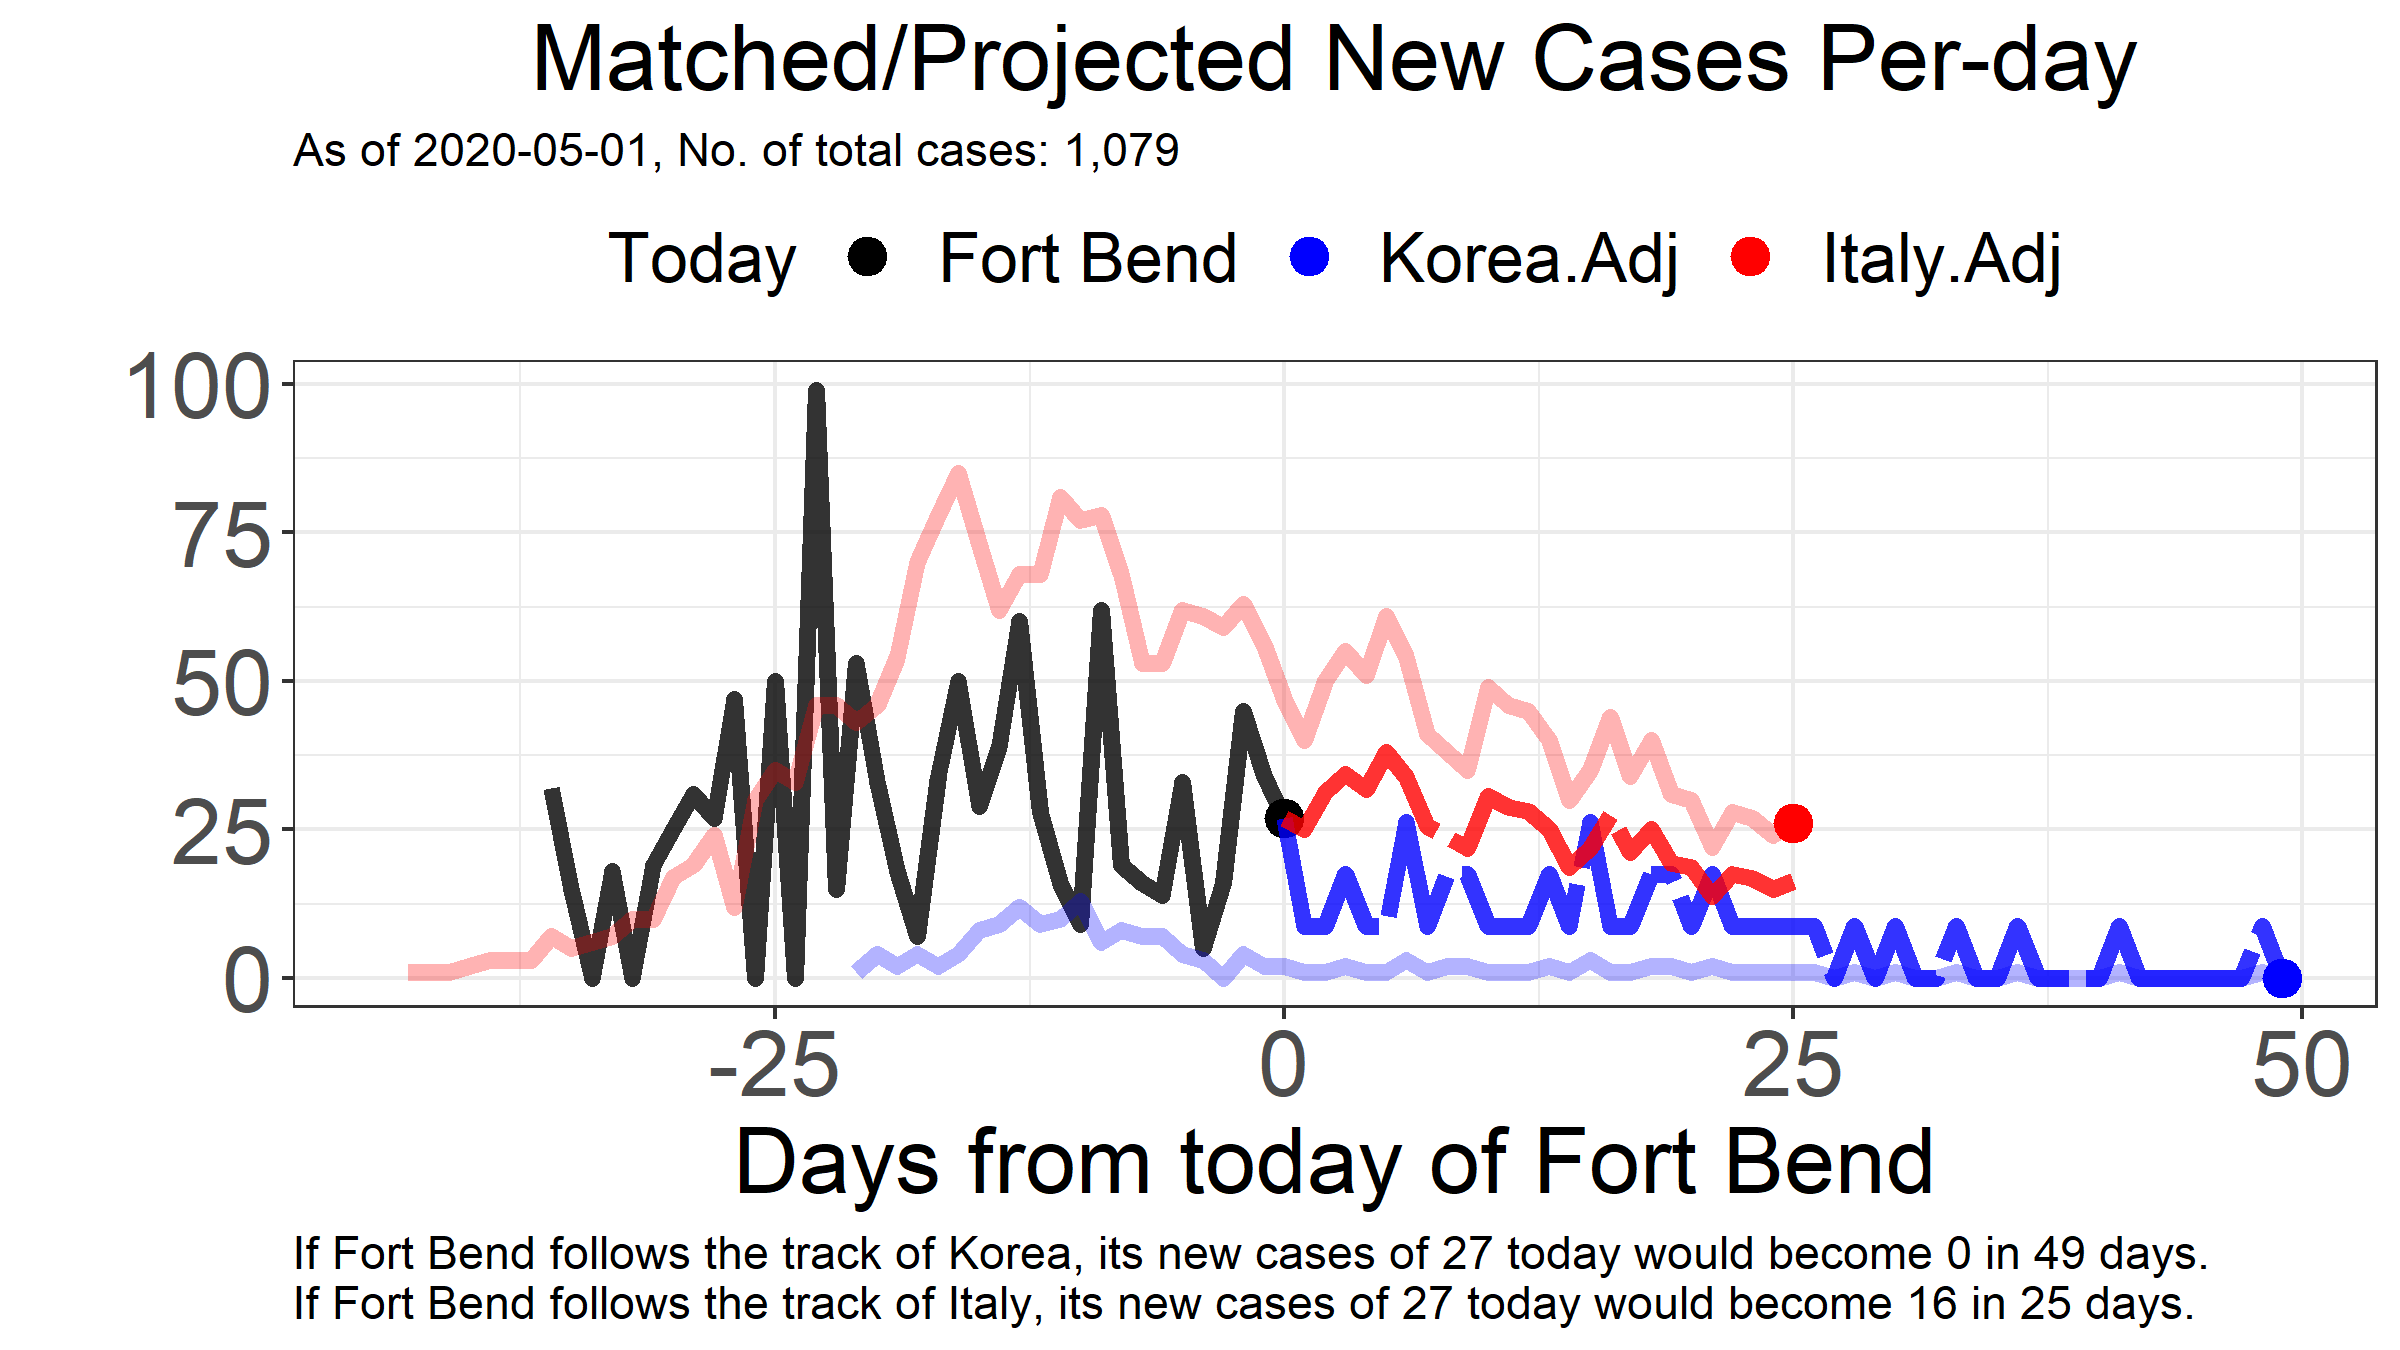 Matched/Projected New Cases Per-day
As of 2020-05-01, No. of total cases: 1,079
Today Fort Bend Korea.Adj Italy.Adj
100
75
50
25
0
-25 0 25 50
Days from today of Fort Bend
If Fort Bend follows the track of Korea, its new cases of 27 today would become 0 in 49 days.
If Fort Bend follows the track of Italy, its new cases of 27 today would become 16 in 25 days.